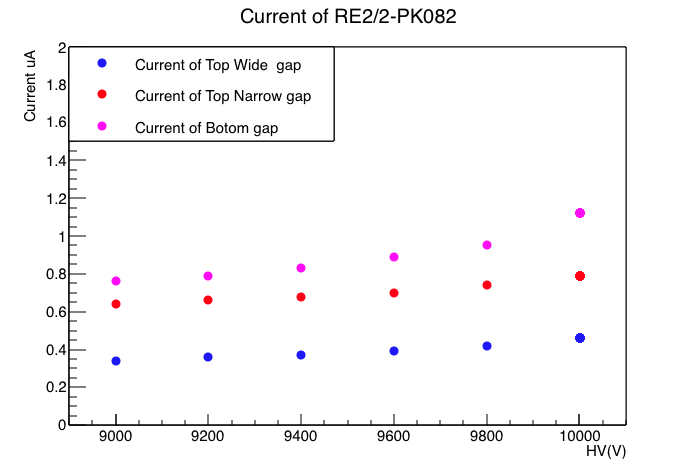 Current of RE2/2-PK082
Current uA
2
1.8
1.6
1.4
1.2
1
0.8
0.6
0.4
0.2
0
Current of Top Wide  gap
Current of Top Narrow gap
Current of Botom gap
9000 9200 9400 9600 9800 10000
HV(V)